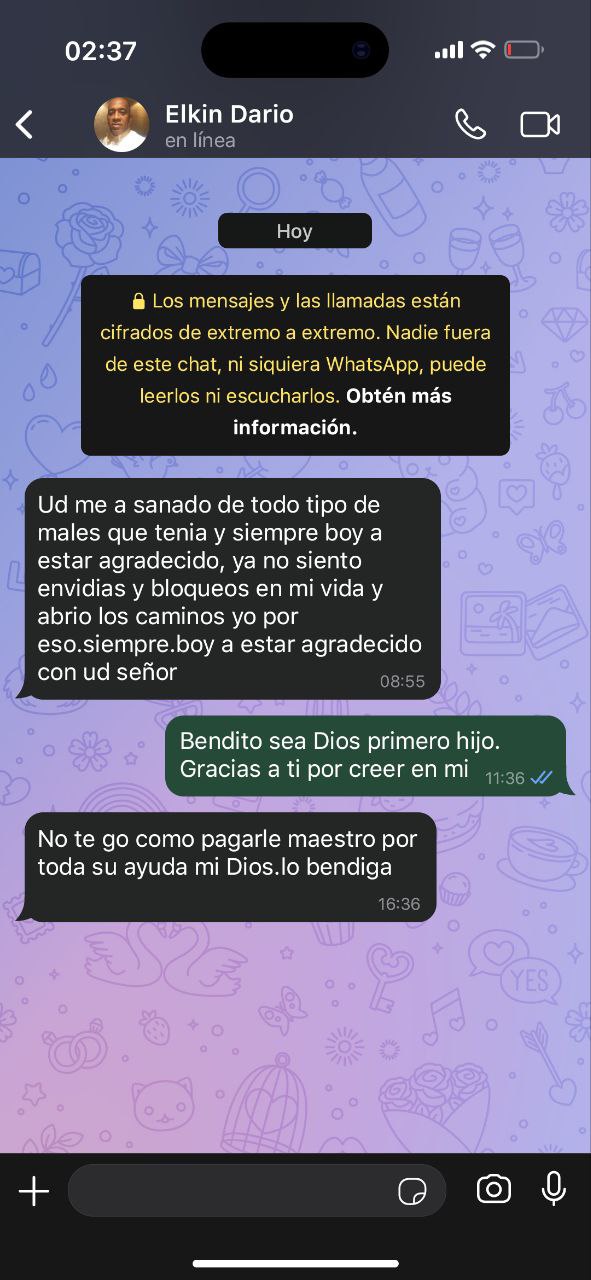 02:37
Elkin Dario
en línea
Hoy
Los mensajes y las llamadas están
cifrados de extremo a extremo. Nadie fuera
de este chat, ni siquiera WhatsApp, puede
leerlos ni escucharlos. Obtén más
información.
Ud me a sanado de todo tipo de
males que tenia y siempre boy a
estar agradecido, ya no siento
envidias y bloqueos en mi vida y
abrio los caminos yo por
eso.siempre.boy a estar agradecido
con ud señor
08:55
Bendito sea Dios primero hijo.
Gracias a ti por creer en mi
11:36
No te go como pagarle maestro por
toda su ayuda mi Dios.lo bendiga
16:36
YES